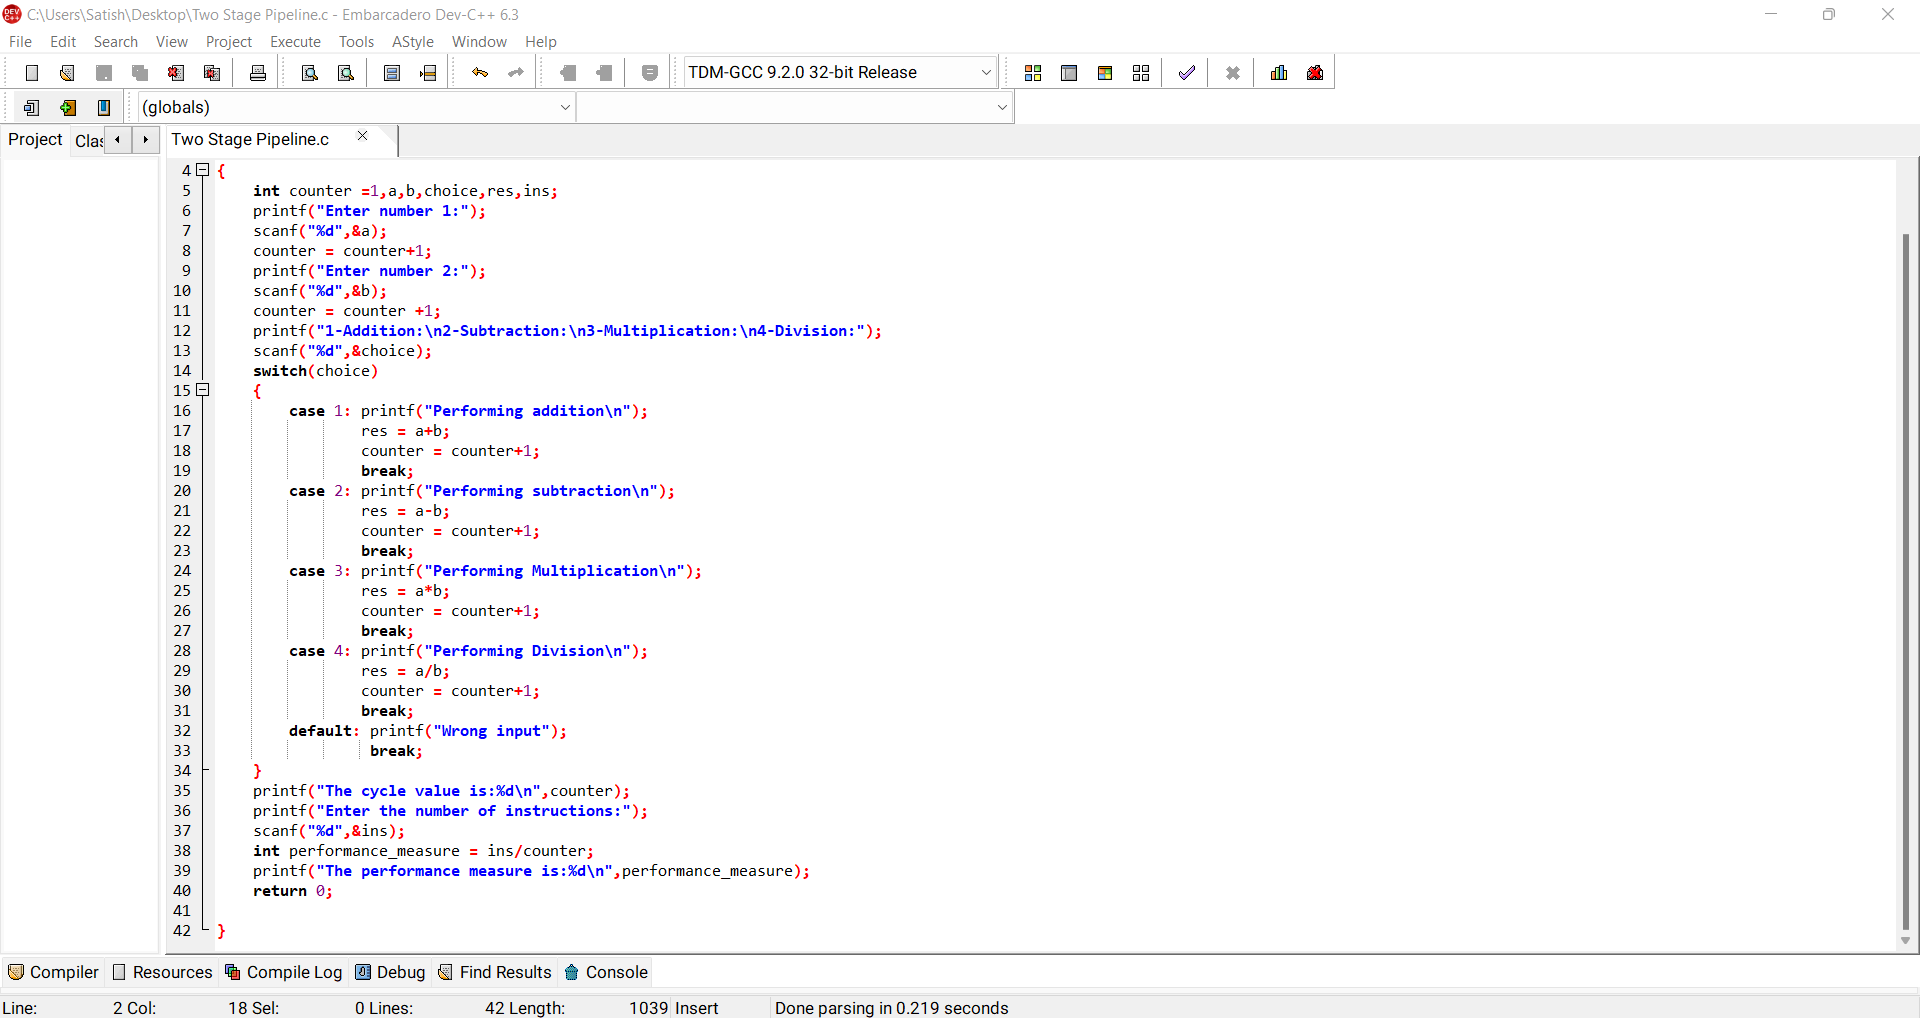 C:\Users\Satish\Desktop\Two Stage Pipeline.c - Embarcadero Dev-C++ 6.3
File Edit Search View Project Execute Tools AStyle Window Help
TDM-GCC 9.2.0 32-bit Release
(globals)
Project Clas Two Stage Pipeline.c
4 {
5 int counter =1,a,b,choice,res,ins;
6 printf("Enter number 1:");
7 scanf("%d",&a);
8 counter = counter+1;
9 printf("Enter number 2:");
10 scanf("%d",&b);
11 counter = counter +1;
12 printf("1-Addition:\n2-Subtraction:\n3-Multiplication:\n4-Division:");
13 scanf("%d",&choice);
14 switch(choice)
15 {
16 case 1: printf("Performing addition\n");
17 res = a+b;
18 counter = counter+1;
19 break;
20 case 2: printf("Performing subtraction\n");
21 res = a-b;
22 counter = counter+1;
23 break;
24 case 3: printf("Performing Multiplication\n");
25 res = a*b;
26 counter = counter+1;
27 break;
28 case 4: printf("Performing Division\n");
29 res = a/b;
30 counter = counter+1;
31 break;
32 default: printf("Wrong input");
33 break;
34 }
35 printf("The cycle value is:%d\n",counter);
36 printf("Enter the number of instructions:");
37 scanf("%d",&ins);
38 int performance_measure = ins/counter;
39 printf("The performance measure is:%d\n",performance_measure);
40 return 0;
41
42 }
Compiler Resources Compile Log Debug Find Results Console
Line: 2 Col: 18 Sel: 0 Lines: 42 Length: 1039 Insert Done parsing in 0.219 seconds